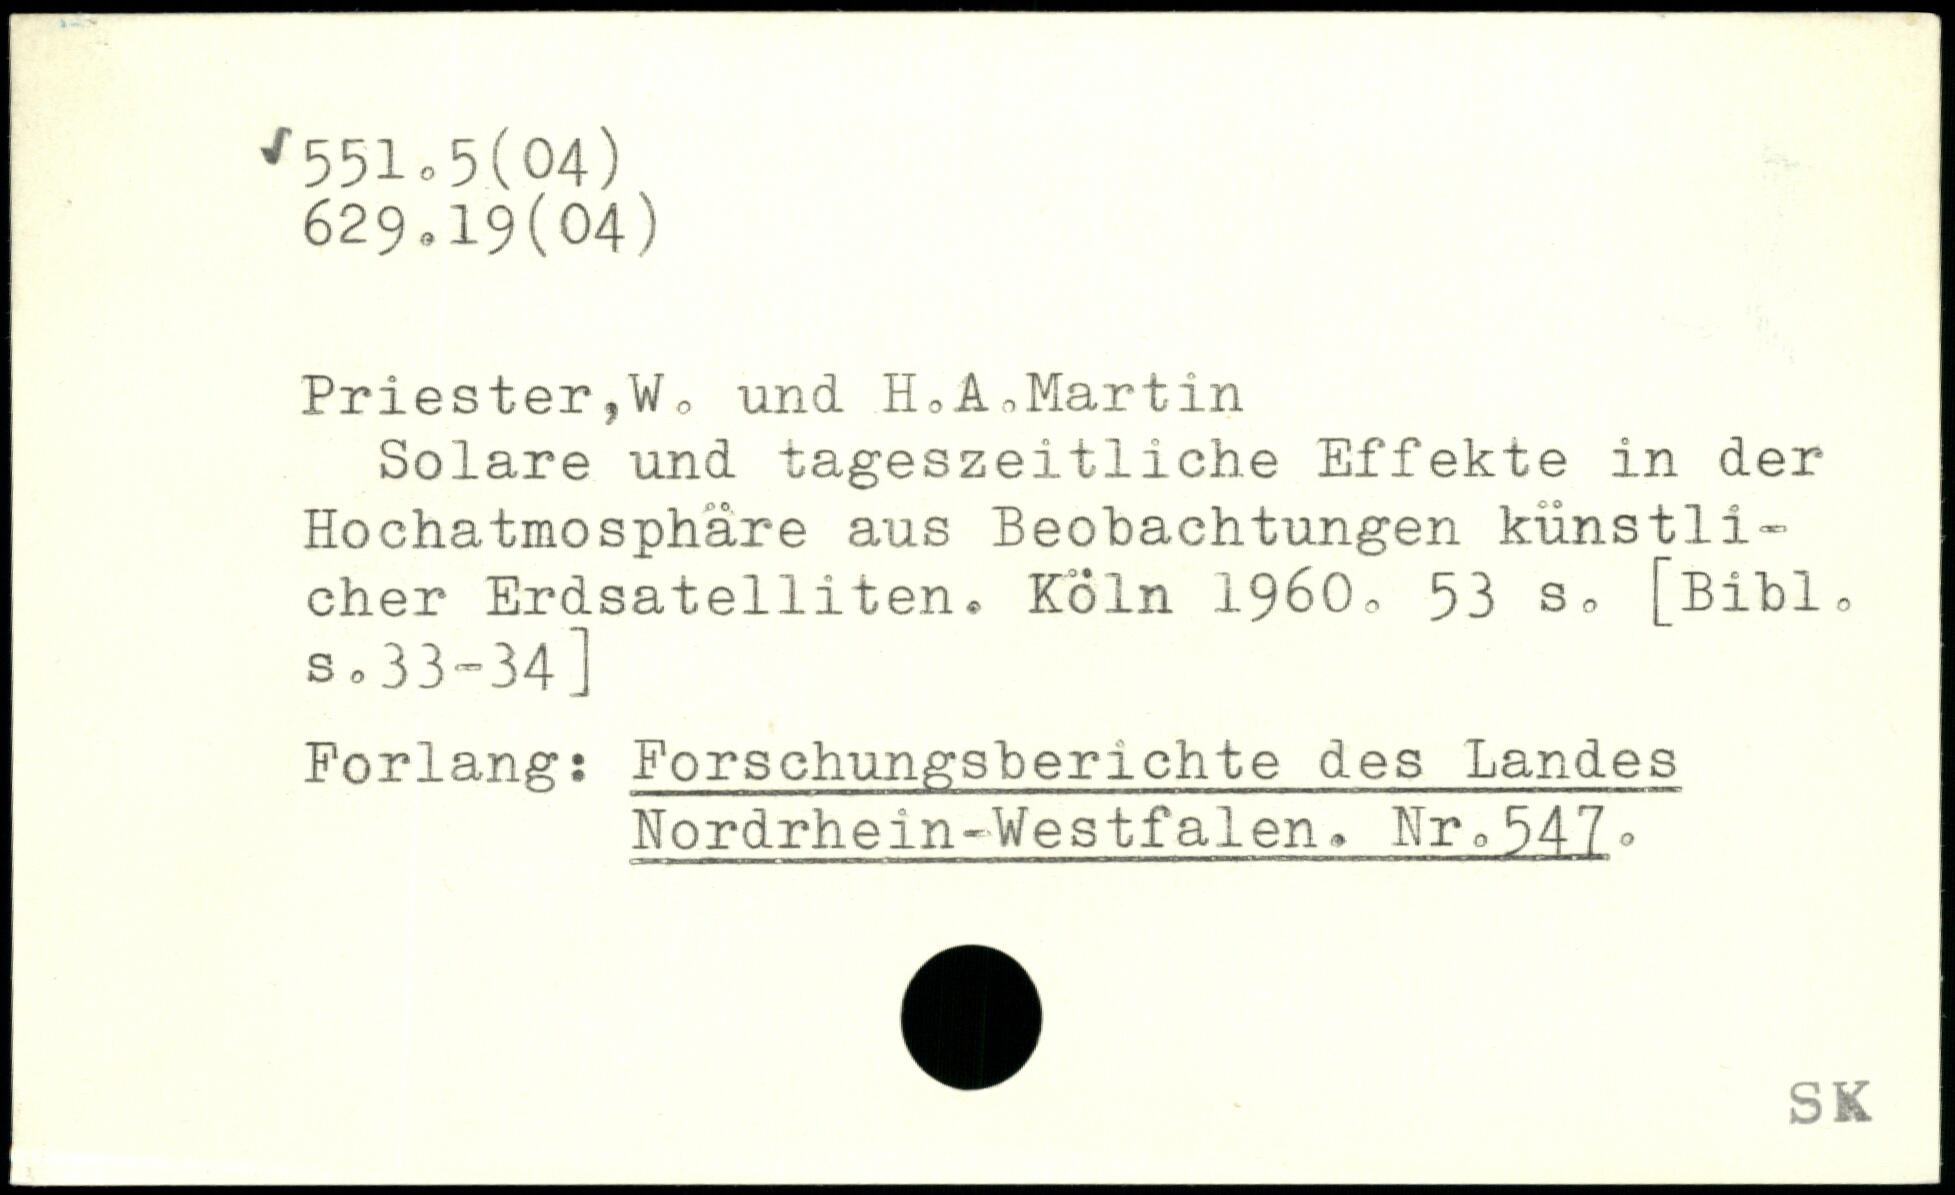 ✓551.5(04)
629.19(04)
Priester,W. und H.A.Martin
Solare und tageszeitliche Effekte in der
Hochatmosphäre aus Beobachtungen künstli-
cher Erdsatelliten. Köln 1960. 53 s. [Bibl.
s.33-34]
Forlang: Forschungsberichte des Landes
Nordrhein-Westfalen. Nr.547.
SK